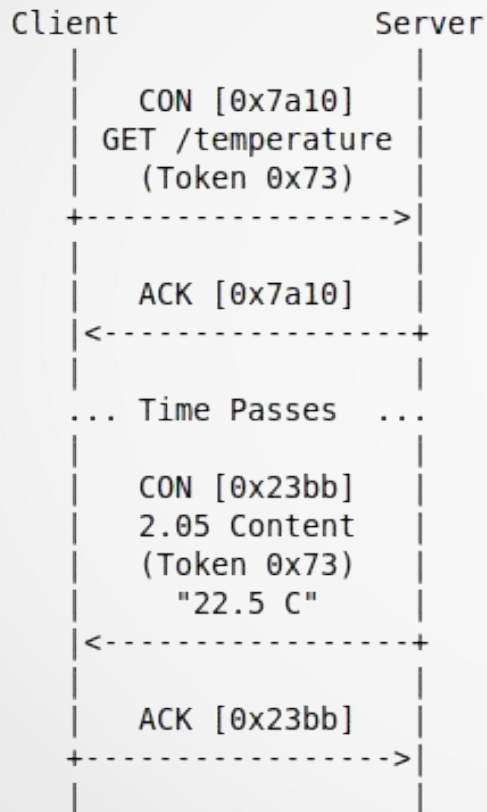 Client Server
CON [0x7a10]
GET /temperature
(Token 0x73)
ACK [0x7a10]
... Time Passes ...
CON [0x23bb]
2.05 Content
(Token 0x73)
"22.5 C"
ACK [0x23bb]